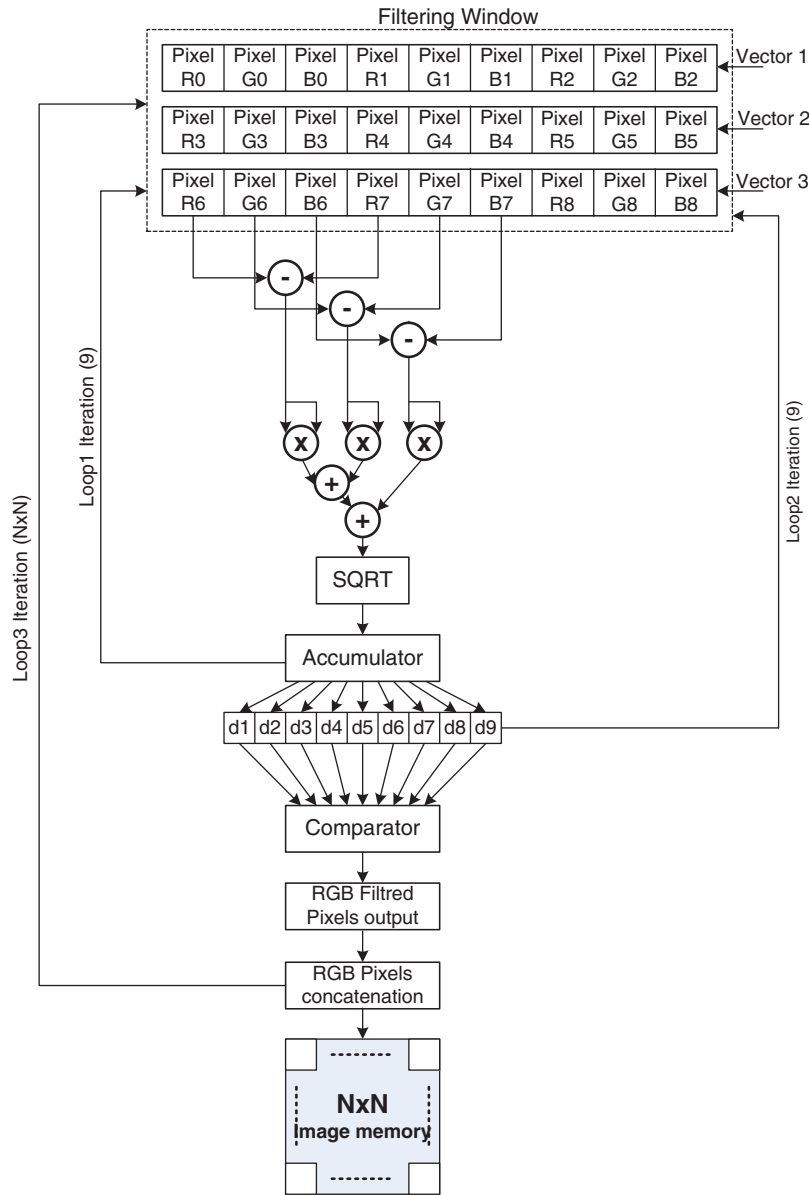 Filtering Window
Pixel R0 Pixel G0 Pixel B0 Pixel R1 Pixel G1 Pixel B1 Pixel R2 Pixel G2 Pixel B2 Vector 1
Pixel R3 Pixel G3 Pixel B3 Pixel R4 Pixel G4 Pixel B4 Pixel R5 Pixel G5 Pixel B5 Vector 2
Pixel R6 Pixel G6 Pixel B6 Pixel R7 Pixel G7 Pixel B7 Pixel R8 Pixel G8 Pixel B8 Vector 3
-
-
-
Loop3 Iteration (NxN)
Loop1 Iteration (9)
Loop2 Iteration (9)
x x x
+
+
SQRT
Accumulator
d1 d2 d3 d4 d5 d6 d7 d8 d9
Comparator
RGB Filtred
Pixels output
RGB Pixels
concatenation
NxN
Image memory